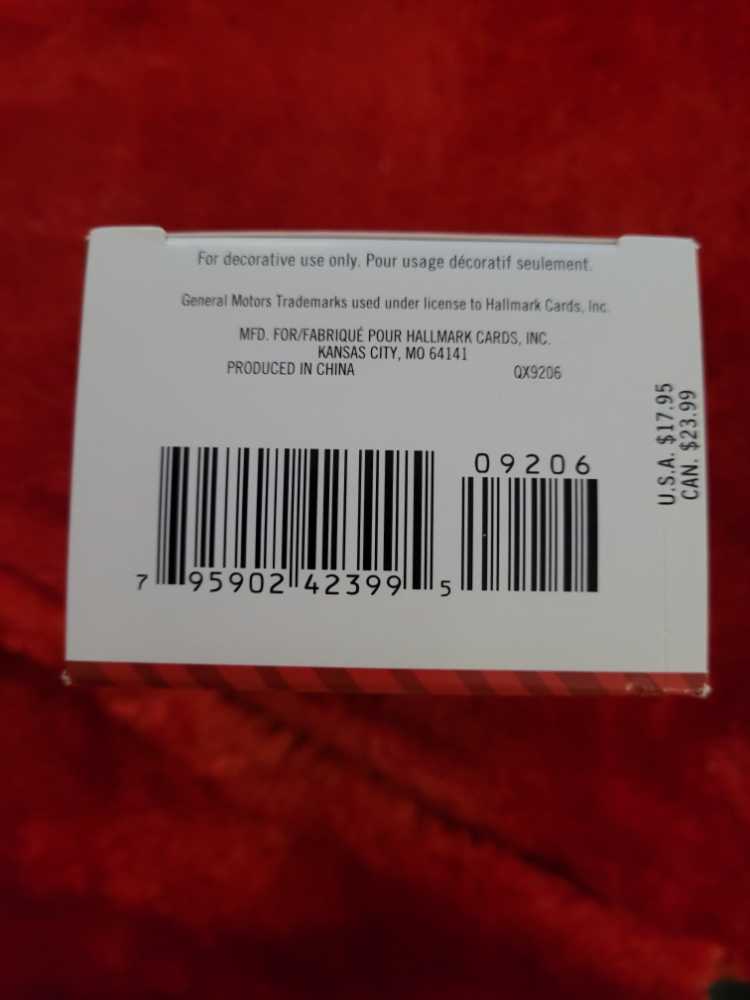 For decorative use only. Pour usage décoratif seulement.
General Motors Trademarks used under license to Hallmark Cards, Inc.
MFD. FOR/FABRIQUÉ POUR HALLMARK CARDS, INC.
KANSAS CITY, MO 64141
PRODUCED IN CHINA QX9206
U.S.A. $17.95
CAN. $23.99
09206
7 95902 42399 5